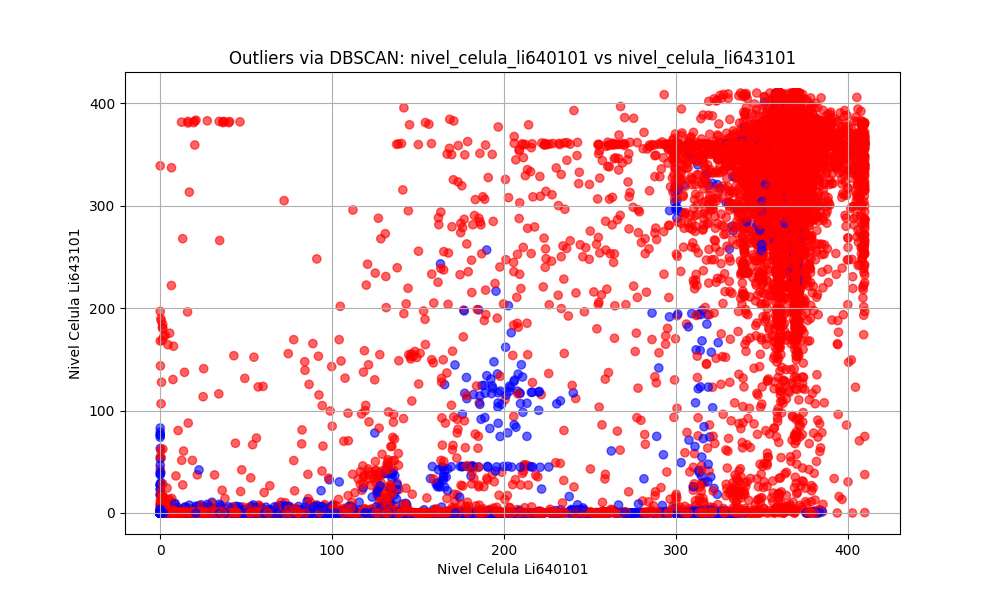 Outliers via DBSCAN: nivel_celula_li640101 vs nivel_celula_li643101
400
300
200
100
0
Nivel Celula Li643101
0 100 200 300 400
Nivel Celula Li640101